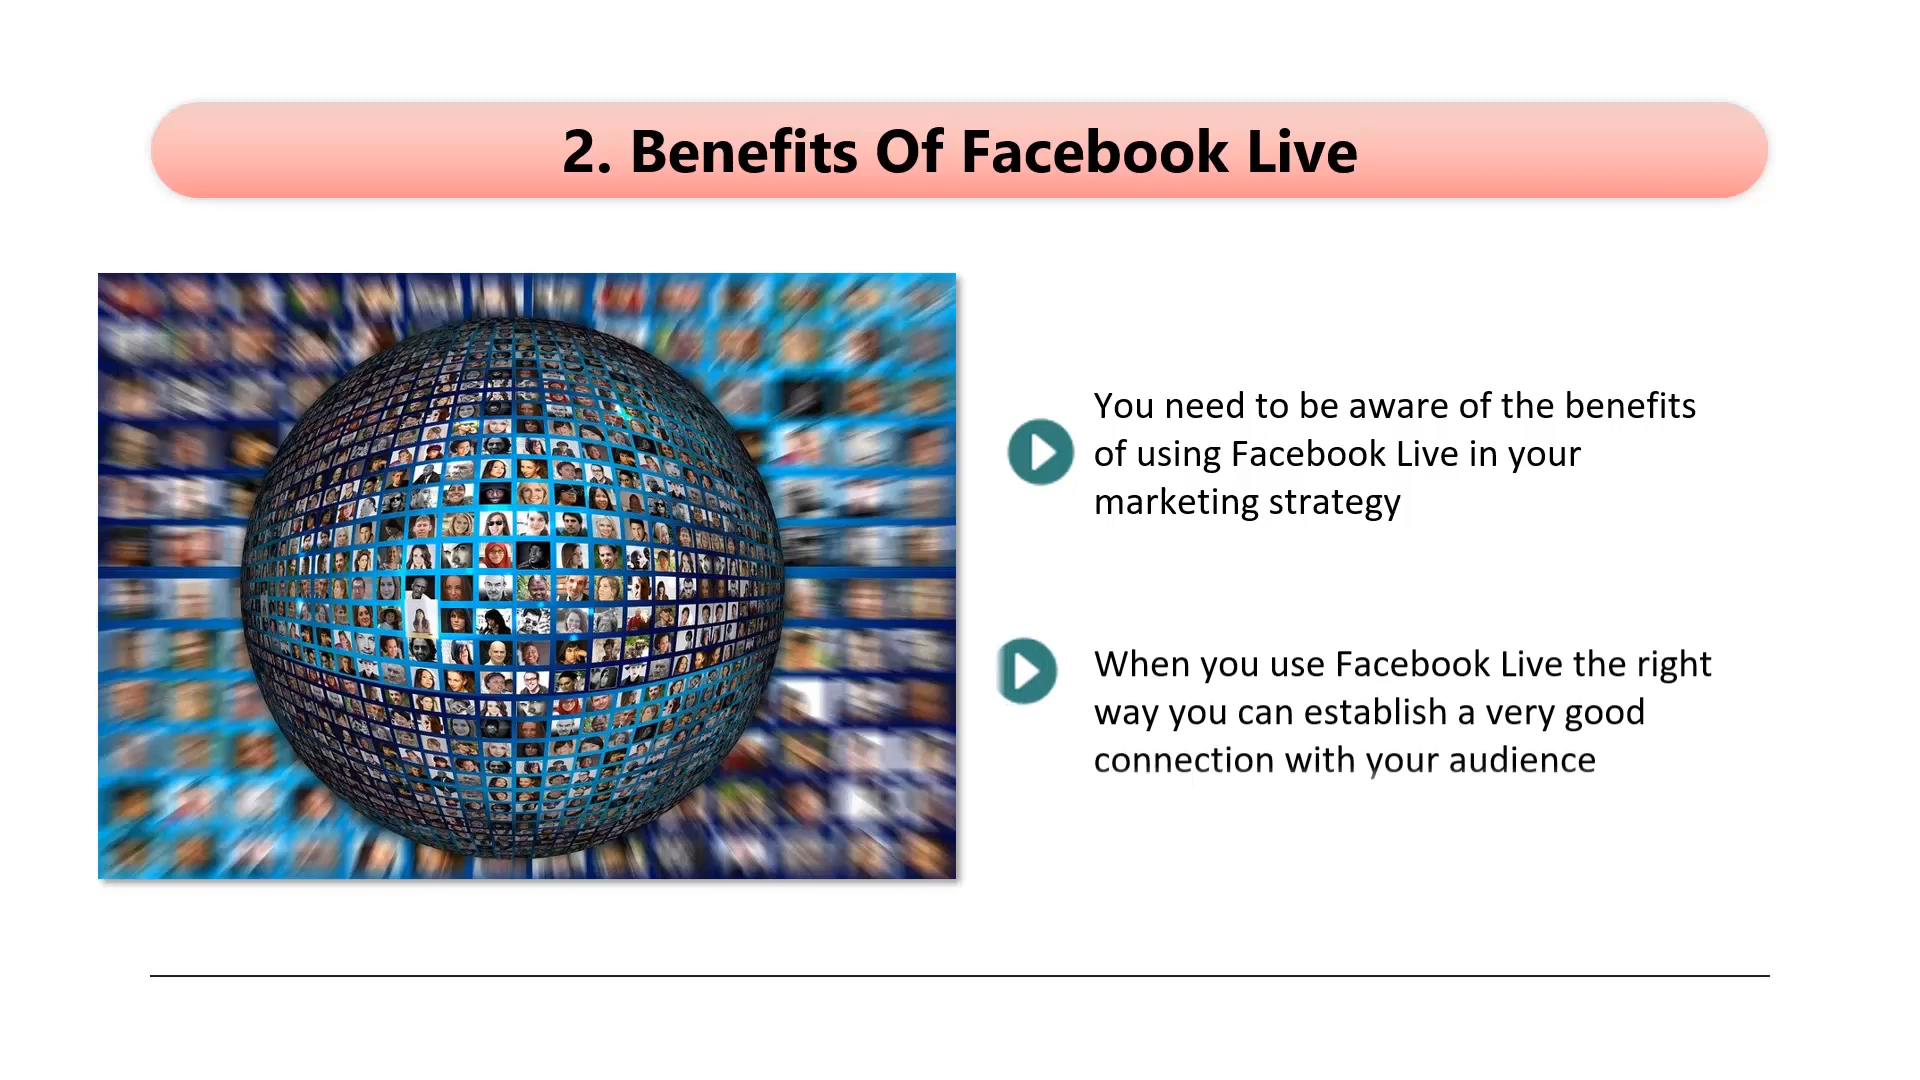 2. Benefits Of Facebook Live
You need to be aware of the benefits
of using Facebook Live in your
marketing strategy
When you use Facebook Live the right
way you can establish a very good
connection with your audience